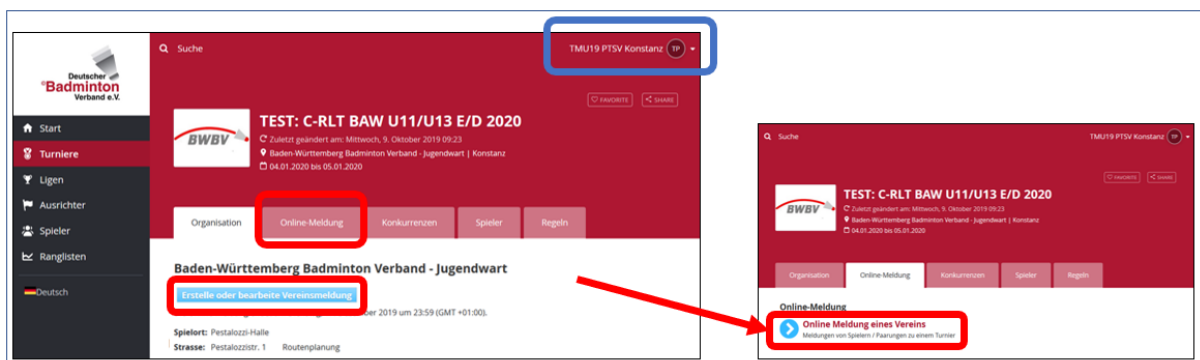 Suche
TMU19 PTSV Konstanz TP
Deutscher
Badminton
Verband e.V.
FAVORITE SHARE
BWBV
TEST: C-RLT BAW U11/U13 E/D 2020
Zuletzt geändert am: Mittwoch, 9. Oktober 2019 09:23
Baden-Württemberg Badminton Verband - Jugendwart | Konstanz
04.01.2020 bis 05.01.2020
Start
Turniere
Ligen
Ausrichter
Spieler
Ranglisten
Deutsch
Organisation Online-Meldung Konkurrenzen Spieler Regeln
Baden-Württemberg Badminton Verband - Jugendwart
Erstelle oder bearbeite Vereinsmeldung
2019 um 23:59 (GMT +01:00).
Spielort: Pestalozzi-Halle
Strasse: Pestalozzistr. 1 Routenplanung
Suche
TMU19 PTSV Konstanz TP
FAVORITE SHARE
BWBV
TEST: C-RLT BAW U11/U13 E/D 2020
Zuletzt geändert am: Mittwoch, 9. Oktober 2019 09:23
Baden-Württemberg Badminton Verband - Jugendwart | Konstanz
04.01.2020 bis 05.01.2020
Organisation Online-Meldung Konkurrenzen Spieler Regeln
Online-Meldung
Online Meldung eines Vereins
Meldungen von Spielern / Paarungen zu einem Turnier